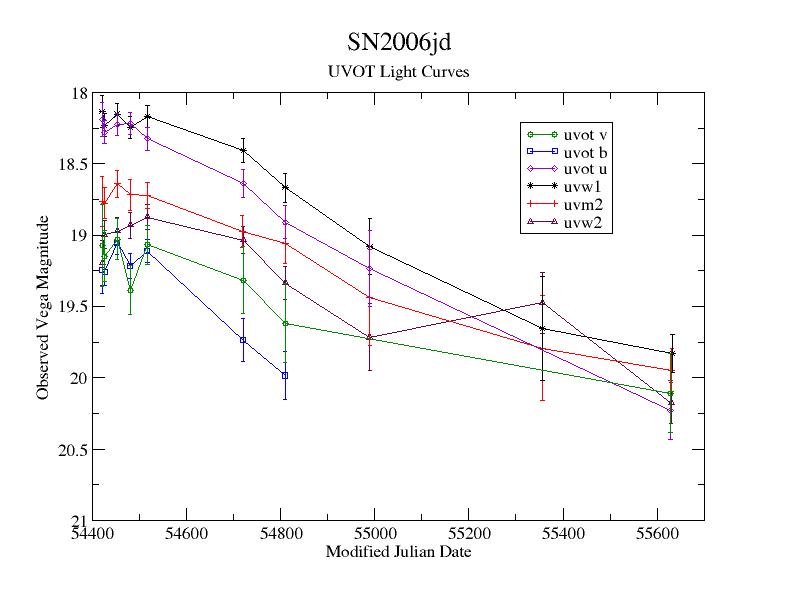 SN2006jd
UVOT Light Curves
Observed Vega Magnitude
18
18.5
19
19.5
20
20.5
21
uvot v
uvot b
uvot u
uvw1
uvm2
uvw2
54400 54600 54800 55000 55200 55400 55600
Modified Julian Date